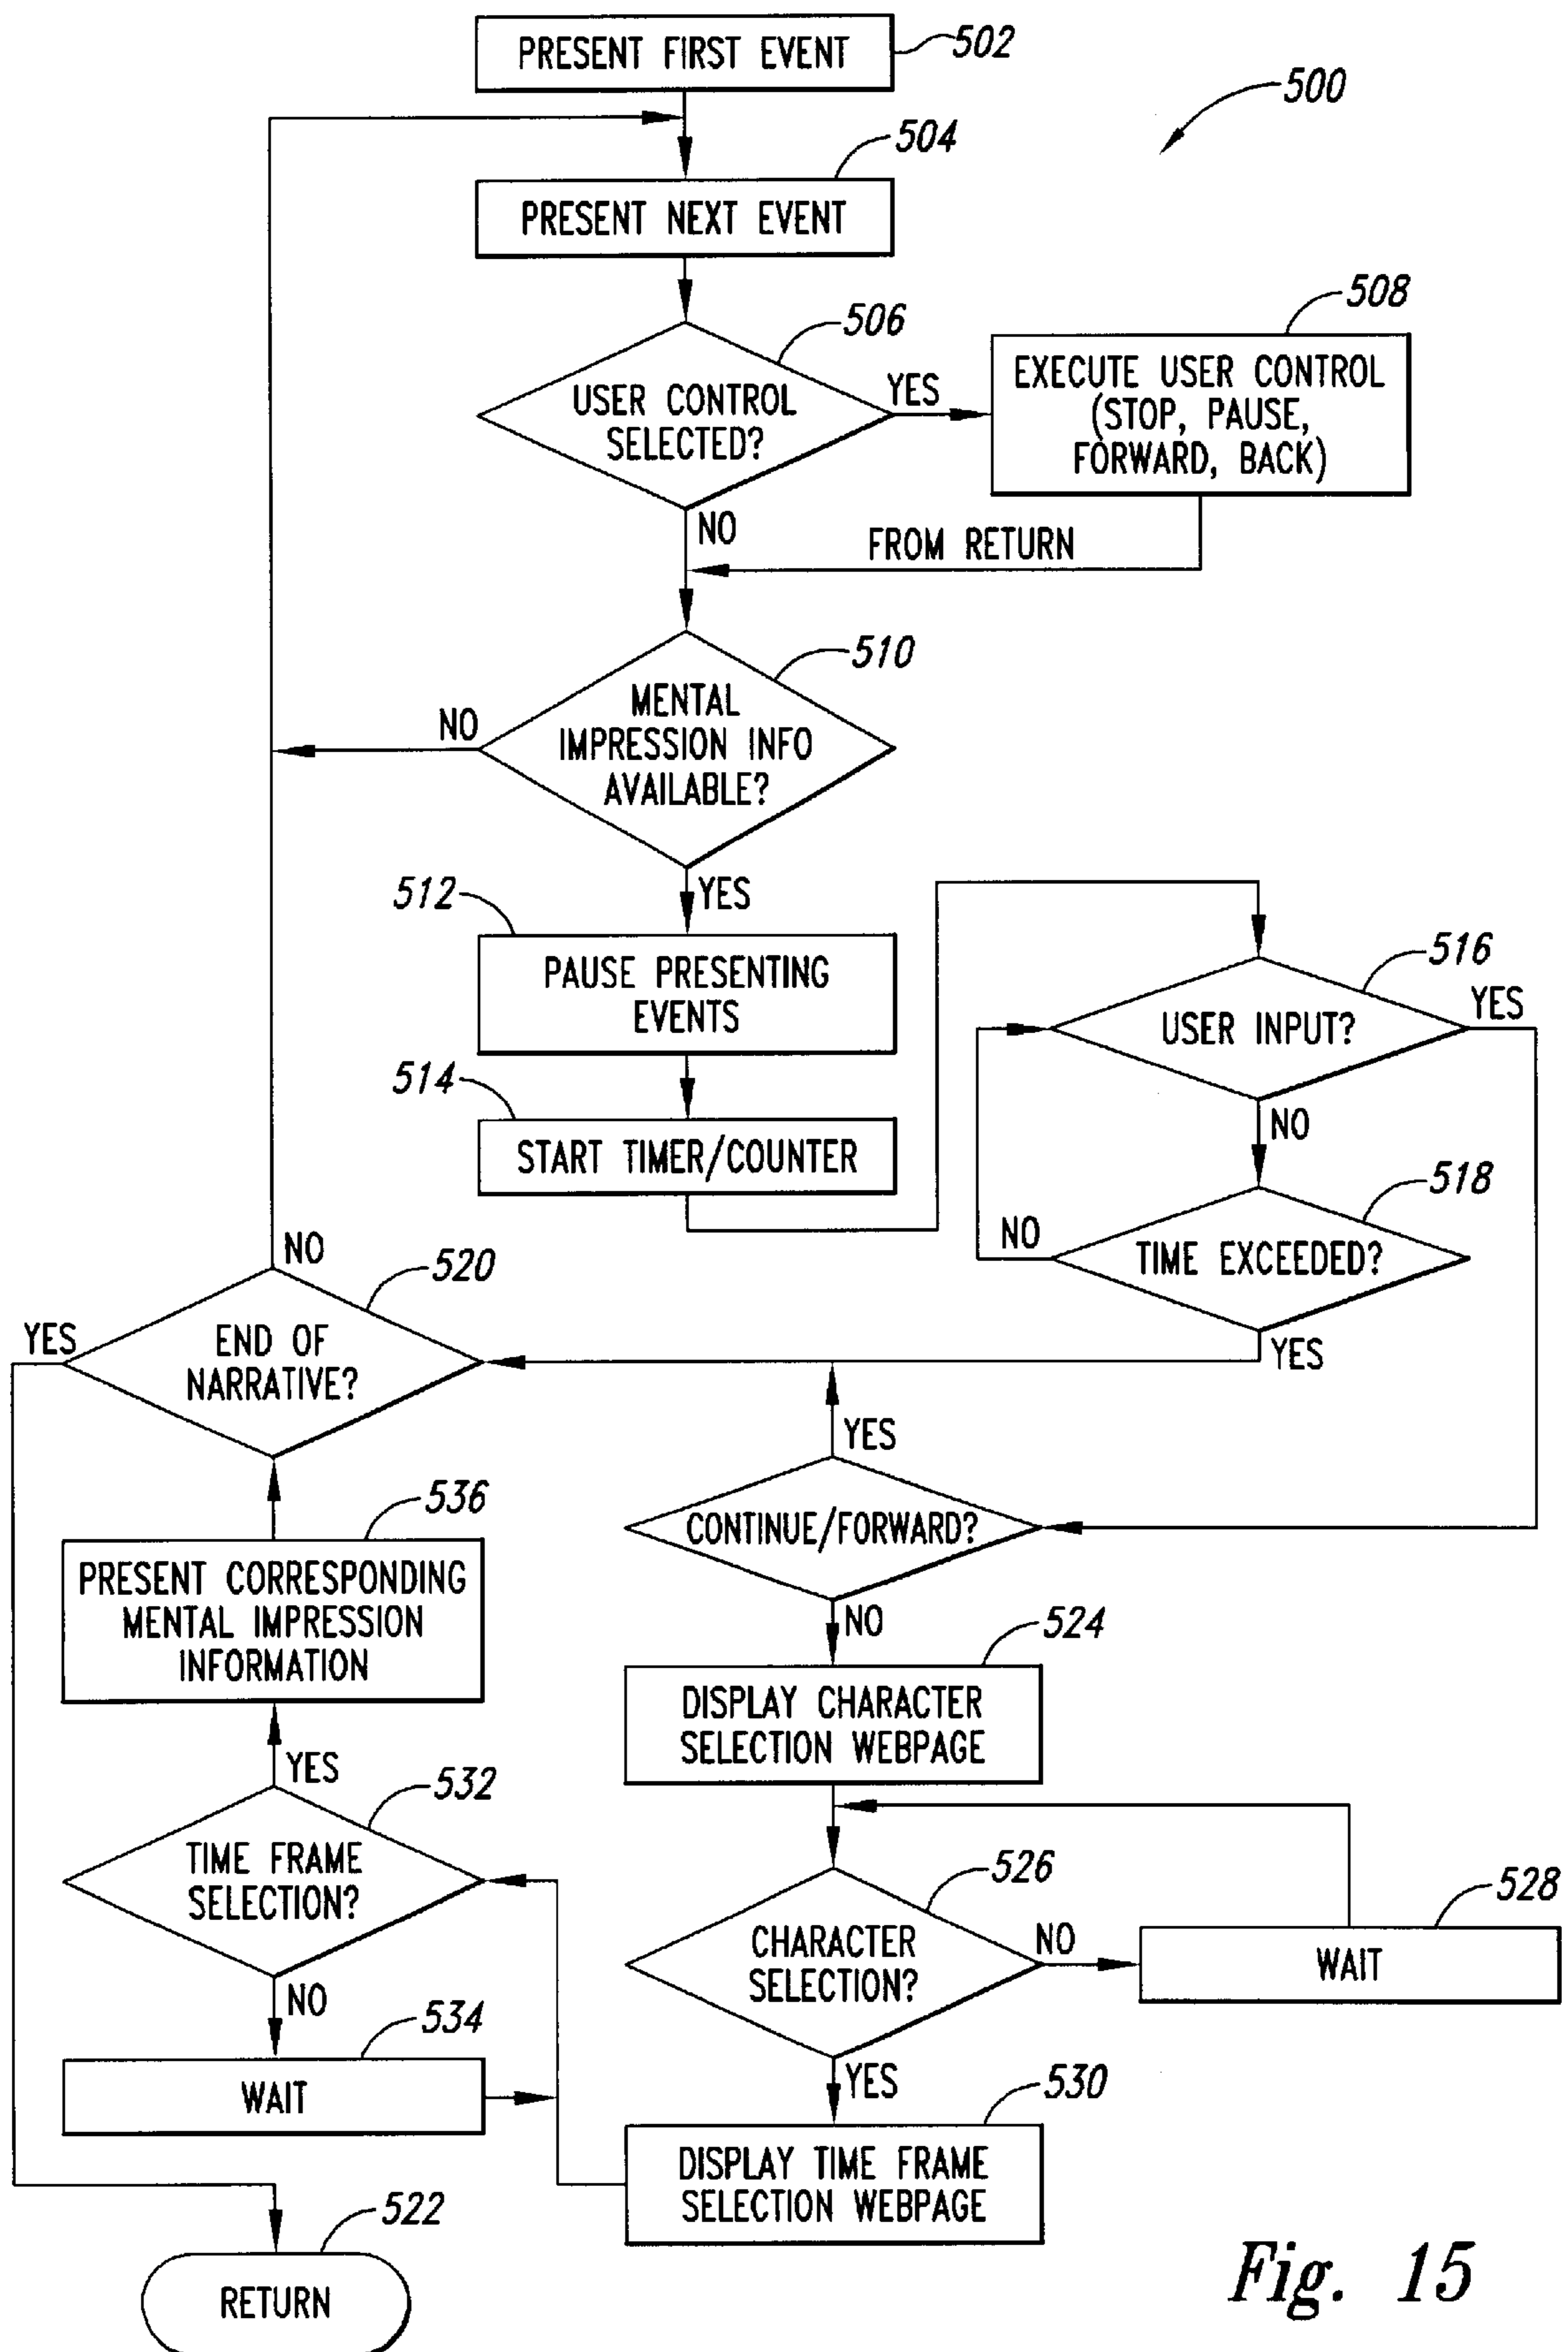 PRESENT FIRST EVENT
502
500
504
PRESENT NEXT EVENT
506
508
USER CONTROL
SELECTED?
YES
EXECUTE USER CONTROL
(STOP, PAUSE,
FORWARD, BACK)
NO
FROM RETURN
510
MENTAL
IMPRESSION INFO
AVAILABLE?
NO
YES
512
PAUSE PRESENTING
EVENTS
516
USER INPUT?
YES
514
START TIMER/COUNTER
NO
518
TIME EXCEEDED?
NO
YES
NO
520
END OF
NARRATIVE?
YES
YES
CONTINUE/FORWARD?
NO
536
PRESENT CORRESPONDING
MENTAL IMPRESSION
INFORMATION
524
DISPLAY CHARACTER
SELECTION WEBPAGE
YES
532
TIME FRAME
SELECTION?
526
CHARACTER
SELECTION?
NO
528
WAIT
NO
534
WAIT
YES
530
DISPLAY TIME FRAME
SELECTION WEBPAGE
522
RETURN
Fig. 15